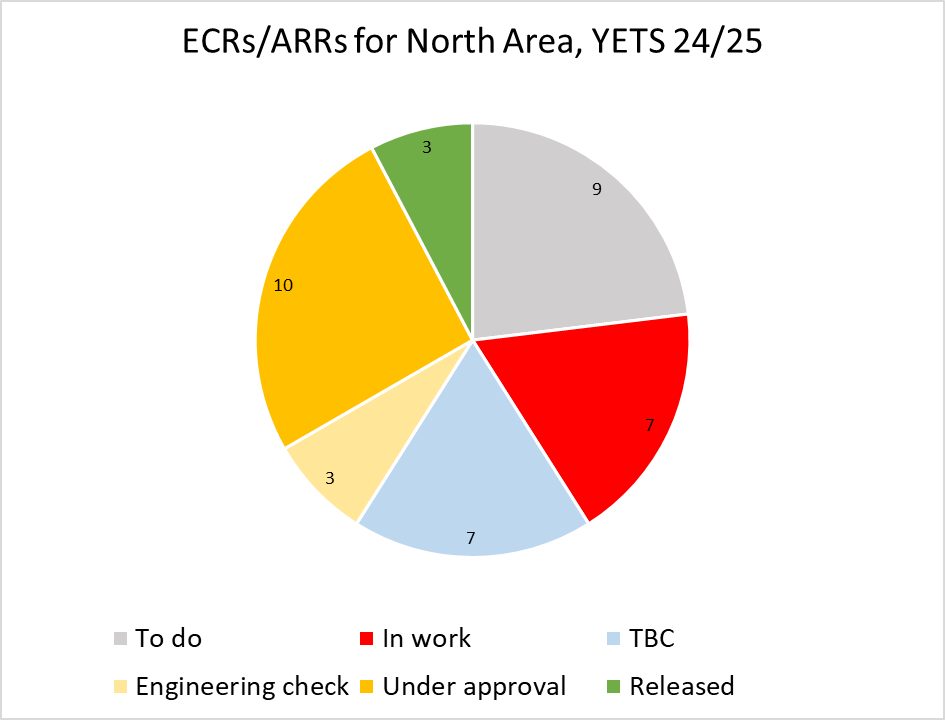 ECRs/ARRs for North Area, YETS 24/25
3
9
10
7
3
7
To do
In work
TBC
Engineering check
Under approval
Released